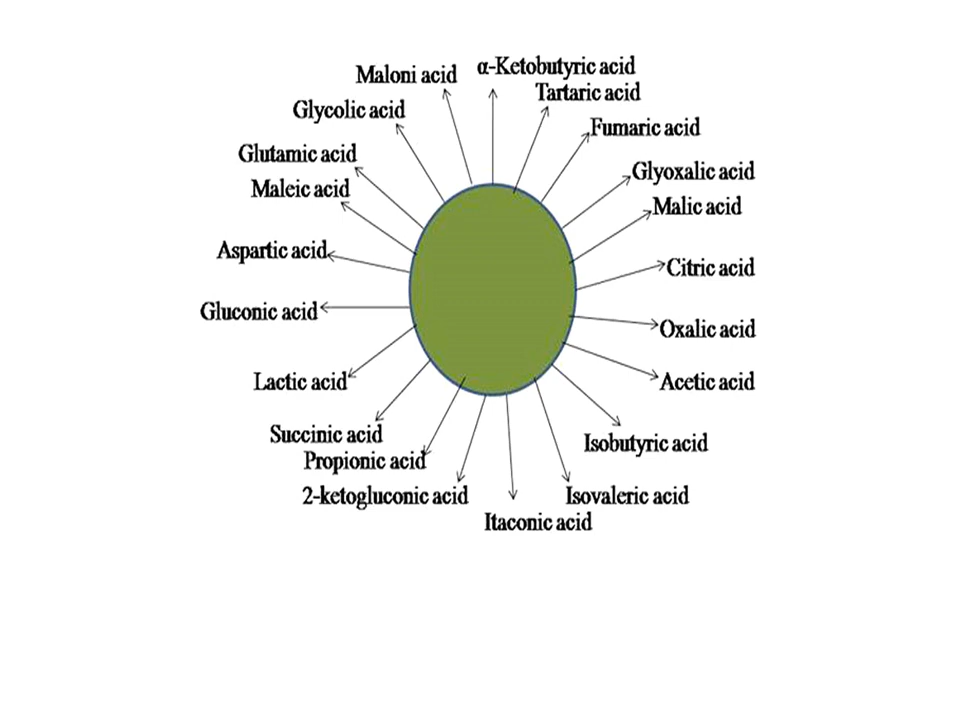 α-Ketobutyric acid
Maloni acid
Tartaric acid
Glycolic acid
Fumaric acid
Glutamic acid
Glyoxalic acid
Maleic acid
Malic acid
Aspartic acid
Citric acid
Gluconic acid
Oxalic acid
Lactic acid
Acetic acid
Succinic acid
Isobutyric acid
Propionic acid
2-ketogluconic acid
Isovaleric acid
Itaconic acid